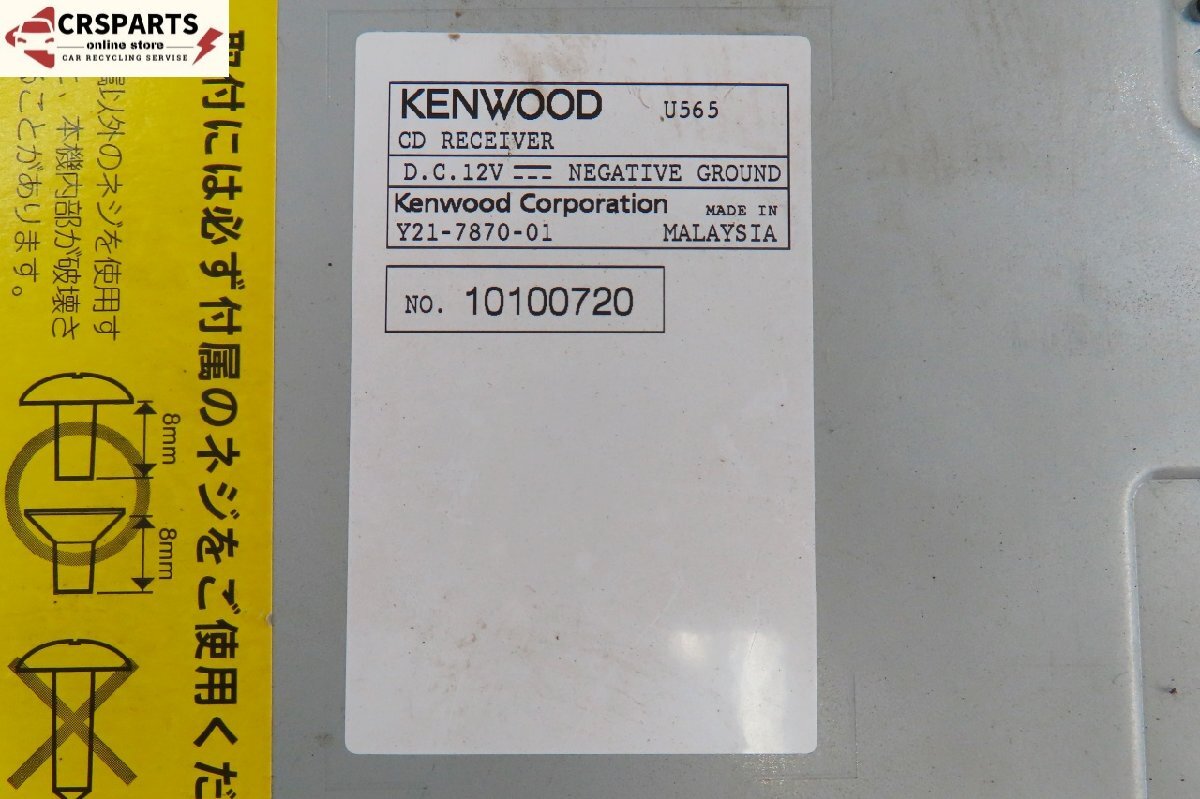 CRSPARTS
online store
CAR RECYCLING SERVISE
KENWOOD U565
CD RECEIVER
D.C.12V NEGATIVE GROUND
Kenwood Corporation MADE IN
Y21-7870-01 MALAYSIA
NO. 10100720
取付には必ず付属のネジをご使用くだ
属以外のネジを使用す
、本機内部が破壊さ
ることがあります。
8mm
8mm